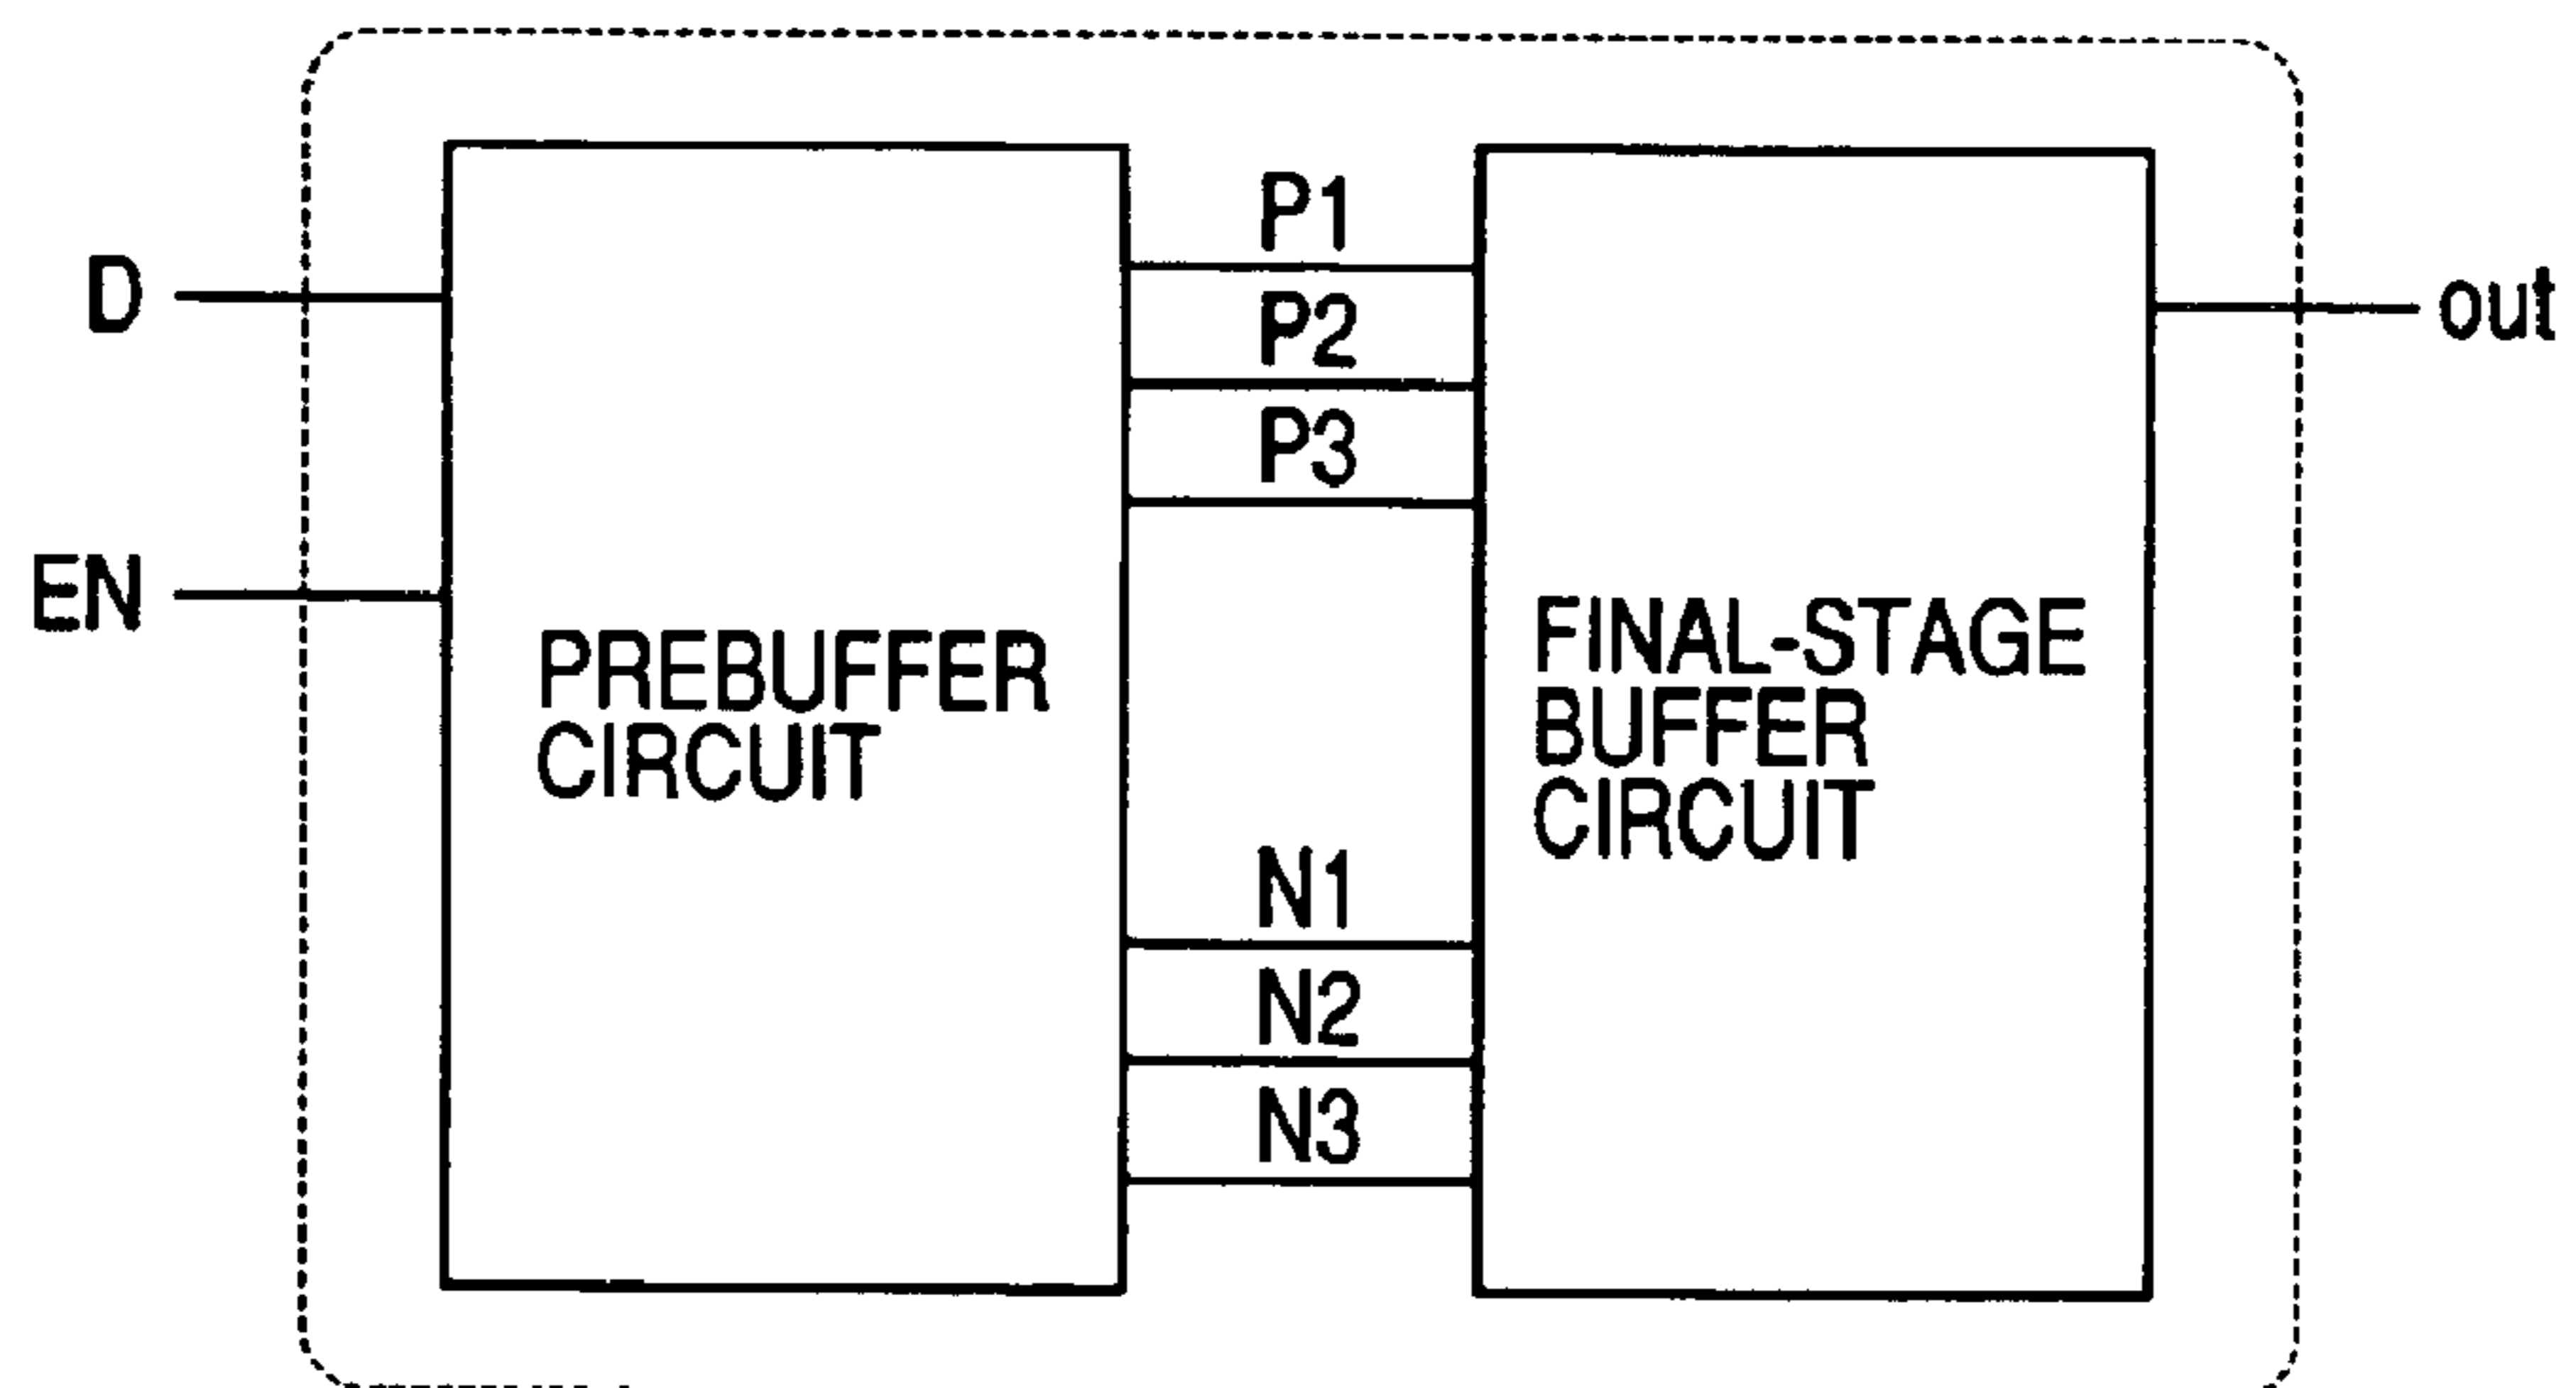 D
EN
PREBUFFER
CIRCUIT
P1
P2
P3
N1
N2
N3
FINAL-STAGE
BUFFER
CIRCUIT
out